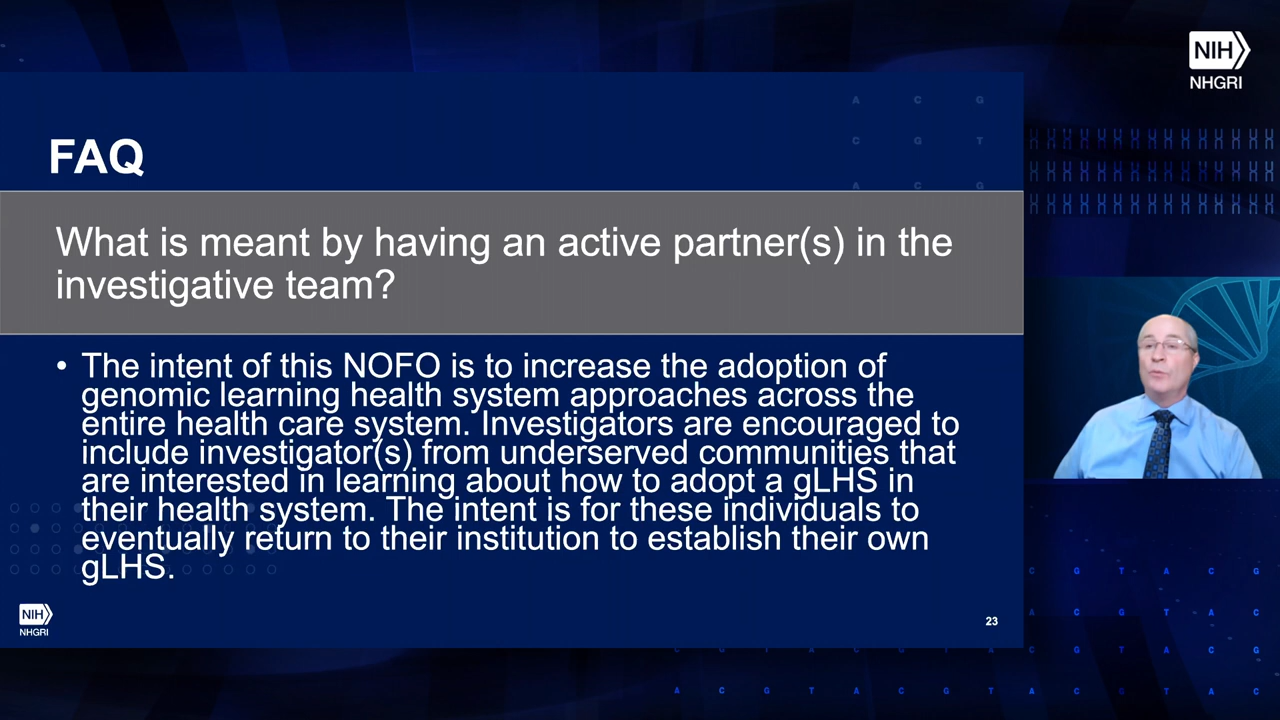 NIH
NHGRI
A C G
C G T
A C G
FAQ
What is meant by having an active partner(s) in the
investigative team?
• The intent of this NOFO is to increase the adoption of
genomic learning health system approaches across the
entire health care system. Investigators are encouraged to
include investigator(s) from underserved communities that
are interested in learning about how to adopt a gLHS in
their health system. The intent is for these individuals to
eventually return to their institution to establish their own
gLHS.
NIH
NHGRI
23
C G T A C G
A C G T A C
C G T A C G T A C G T A C G
A C G T A C G T A C G T A C